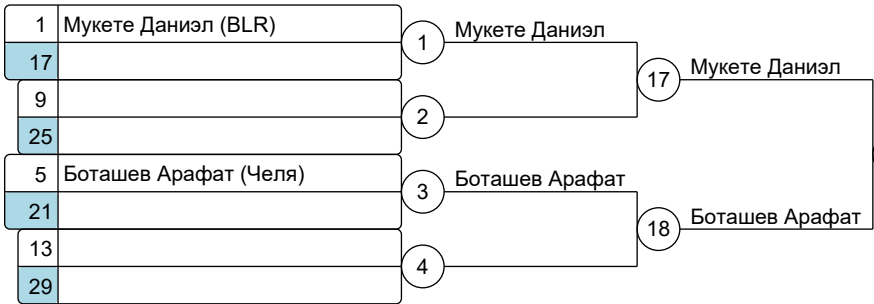 1 Мукете Даниэл (BLR)
17
9
25
5 Боташев Арафат (Челя)
21
13
29
1 Мукете Даниэл
2
3 Боташев Арафат
4
17 Мукете Даниэл
18 Боташев Арафат